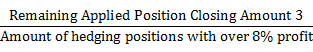 Remaining Applied Position Closing Amount 3
Amount of hedging positions with over 8% profit